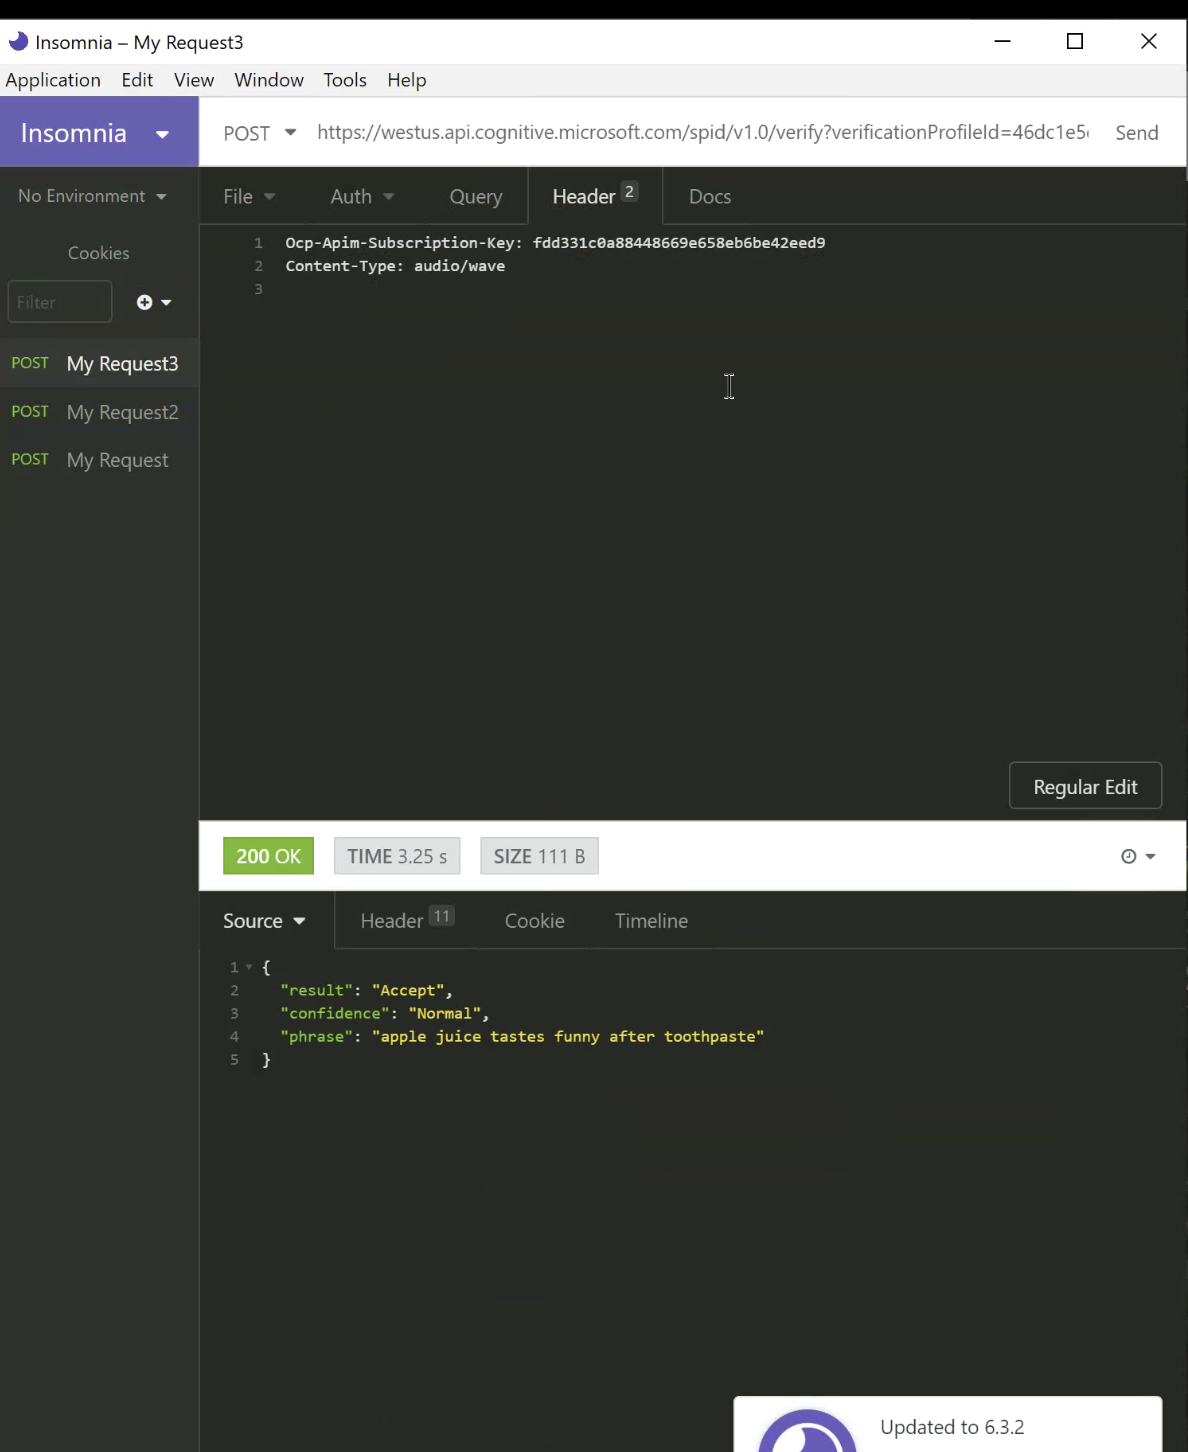 Insomnia – My Request3
Application Edit View Window Tools Help
Insomnia
POST https://westus.api.cognitive.microsoft.com/spid/v1.0/verify?verificationProfileId=46dc1e5 Send
No Environment
File Auth Query Header 2 Docs
Cookies
Filter
1 Ocp-Apim-Subscription-Key: fdd331c0a88448669e658eb6be42eed9
2 Content-Type: audio/wave
3
POST My Request3
POST My Request2
POST My Request
Regular Edit
200 OK TIME 3.25 s SIZE 111 B
Source Header 11 Cookie Timeline
1 {
2 "result": "Accept",
3 "confidence": "Normal",
4 "phrase": "apple juice tastes funny after toothpaste"
5 }
Updated to 6.3.2